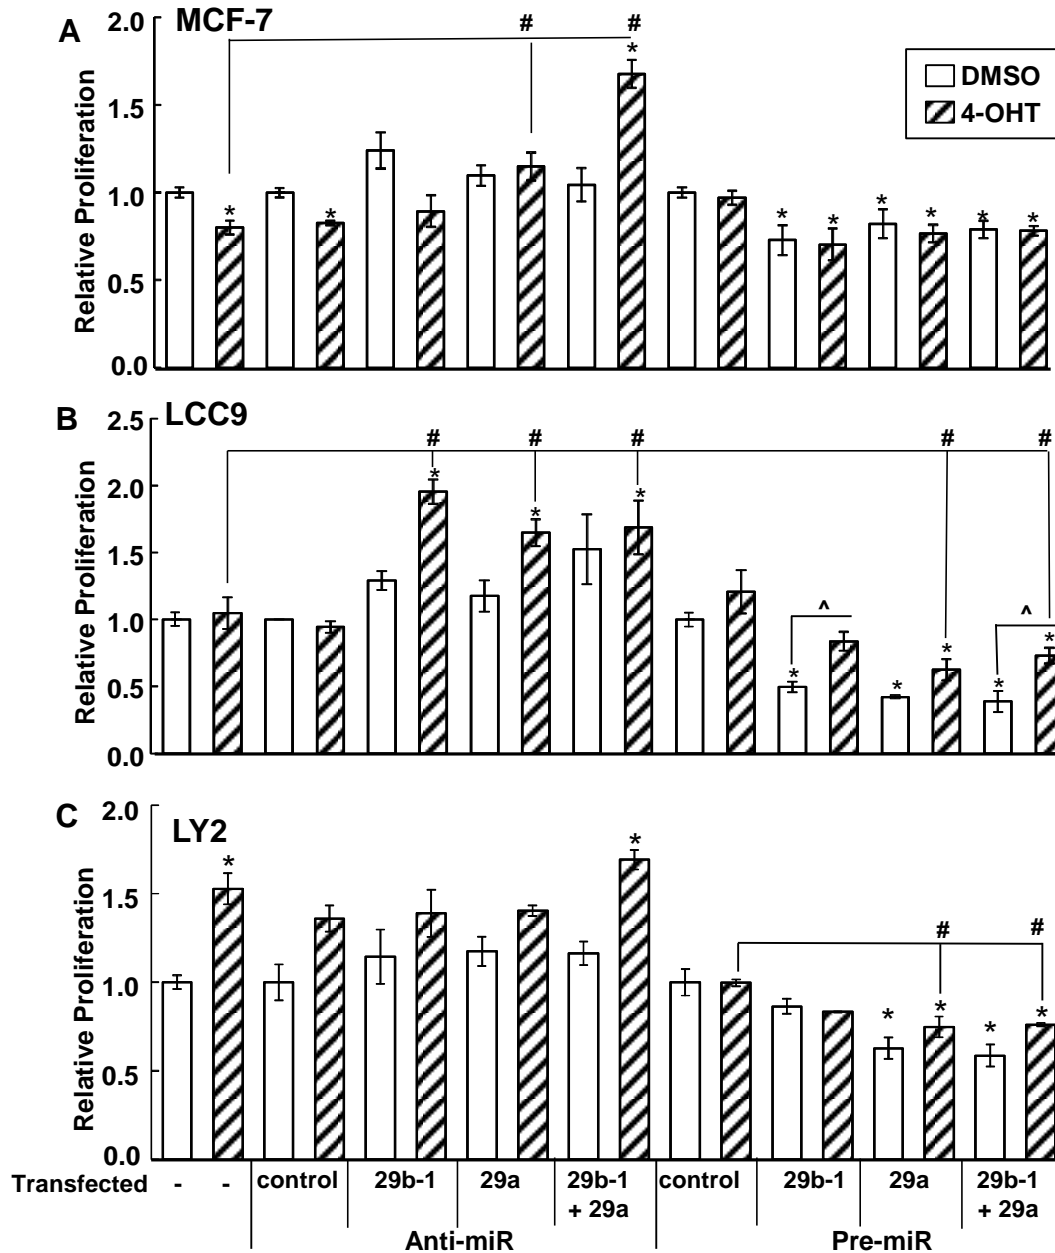 A MCF-7
2.0
1.5
1.0
0.5
0.0
Relative Proliferation
# #
*
* *
* * * * * *
DMSO
4-OHT
B LCC9
2.5
2.0
1.5
1.0
0.5
0.0
Relative Proliferation
# # # # #
* * *
^ ^
* * * * *
C LY2
2.0
1.5
1.0
0.5
0.0
Relative Proliferation
* *
# #
* * * *
Transfected - - control 29b-1 29a 29b-1 control 29b-1 29a 29b-1
+ 29a + 29a
Anti-miR Pre-miR